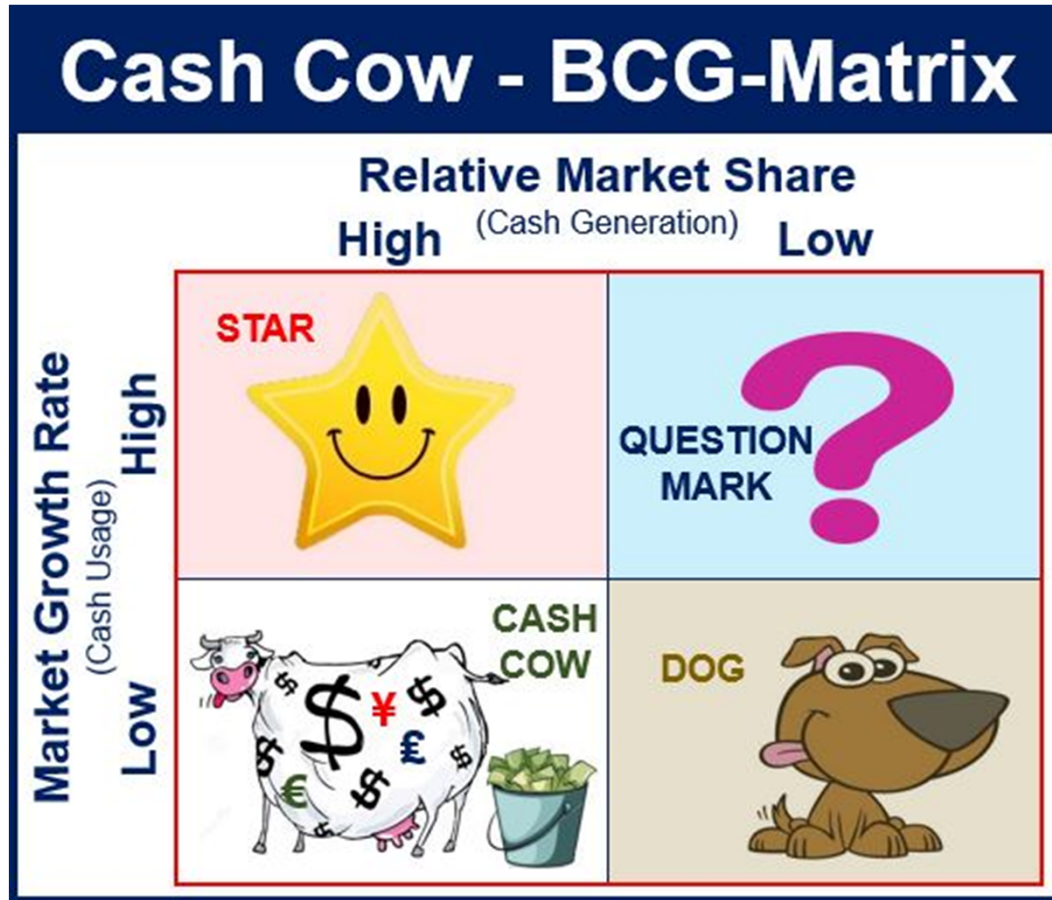 Cash Cow - BCG-Matrix
Relative Market Share
(Cash Generation)
High
Low
Market Growth Rate
(Cash Usage)
High
Low
STAR
QUESTION
MARK
CASH
COW
$ $ ¥ $
$ £ $
€ $ $
DOG